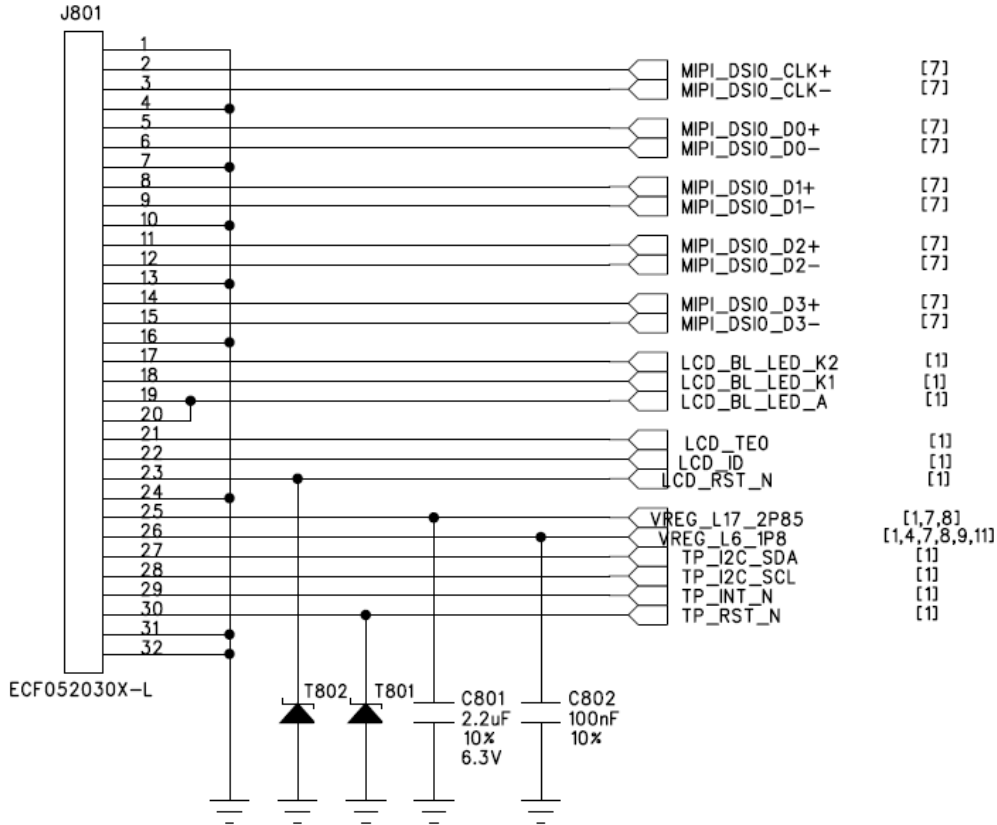 J801
1
2 MIPI_DSI0_CLK+ [7]
3 MIPI_DSI0_CLK- [7]
4
5 MIPI_DSI0_D0+ [7]
6 MIPI_DSI0_D0- [7]
7
8 MIPI_DSI0_D1+ [7]
9 MIPI_DSI0_D1- [7]
10
11 MIPI_DSI0_D2+ [7]
12 MIPI_DSI0_D2- [7]
13
14 MIPI_DSI0_D3+ [7]
15 MIPI_DSI0_D3- [7]
16
17 LCD_BL_LED_K2 [1]
18 LCD_BL_LED_K1 [1]
19 LCD_BL_LED_A [1]
20
21 LCD_TE0 [1]
22 LCD_ID [1]
23 LCD_RST_N [1]
24
25 VREG_L17_2P85 [1,7,8]
26 VREG_L6_1P8 [1,4,7,8,9,11]
27 TP_I2C_SDA [1]
28 TP_I2C_SCL [1]
29 TP_INT_N [1]
30 TP_RST_N [1]
31
32
ECF052030X-L
T802 T801 C801 C802
2.2uF 100nF
10% 10%
6.3V